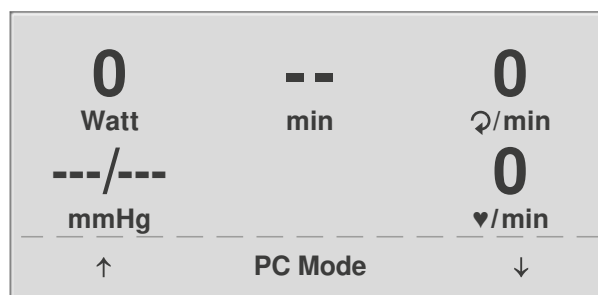 0 -- 0
Watt min ⟳/min
---/--- 0
mmHg ♥/min
↑ PC Mode ↓